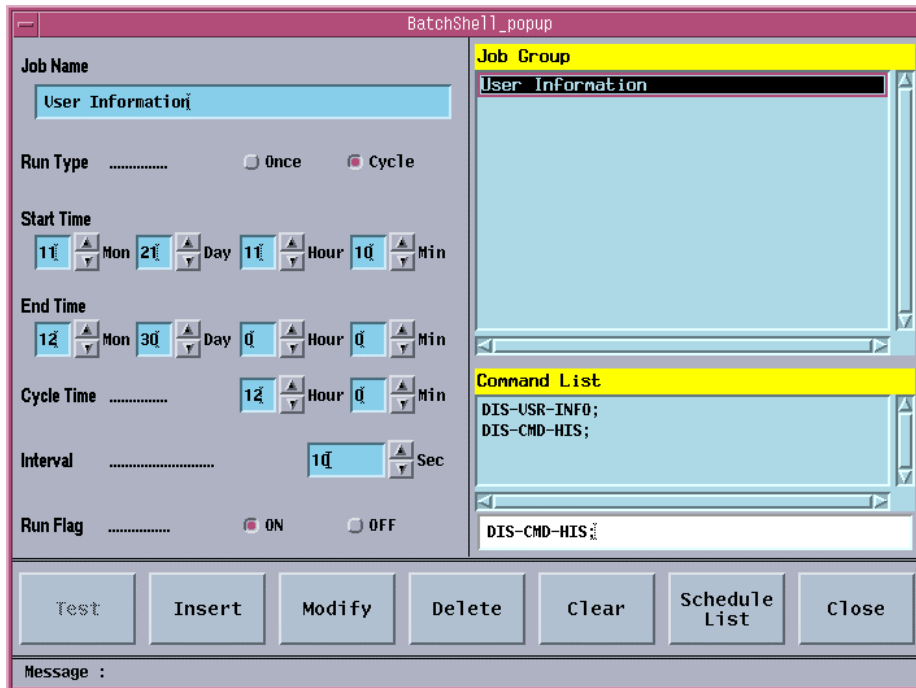 BatchShell_popup
Job Name
User Information
Run Type ............... Once Cycle
Start Time
11 Mon 21 Day 11 Hour 10 Min
End Time
12 Mon 30 Day 0 Hour 0 Min
Cycle Time ............... 12 Hour 0 Min
Interval ........................... 10 Sec
Run Flag ................ ON OFF
Job Group
User Information
Command List
DIS-USR-INFO;
DIS-CMD-HIS;
DIS-CMD-HIS;
Test Insert Modify Delete Clear Schedule List Close
Message :